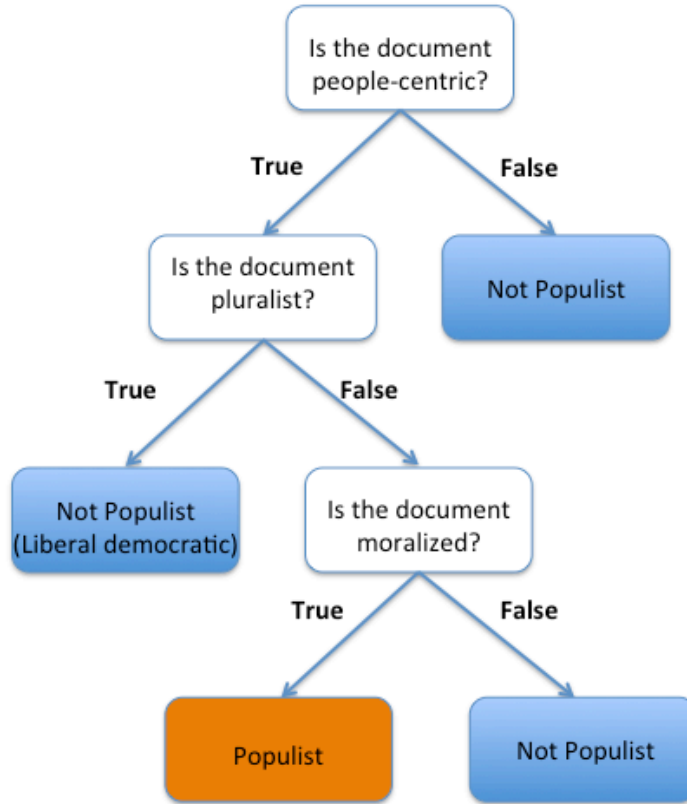 Is the document
people-centric?
True
False
Is the document
pluralist?
Not Populist
True
False
Not Populist
(Liberal democratic)
Is the document
moralized?
True
False
Populist
Not Populist